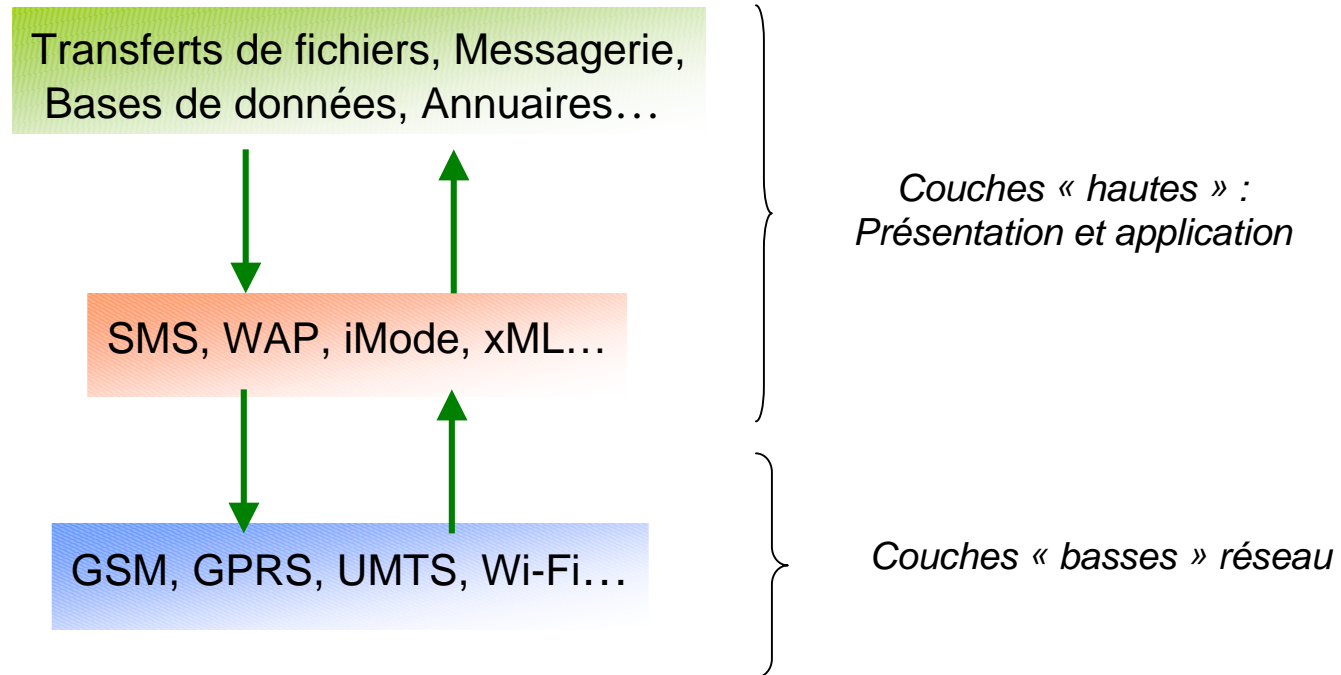 Transferts de fichiers, Messagerie,
Bases de données, Annuaires…
Couches « hautes » :
Présentation et application
SMS, WAP, iMode, xML…
GSM, GPRS, UMTS, Wi-Fi…
Couches « basses » réseau